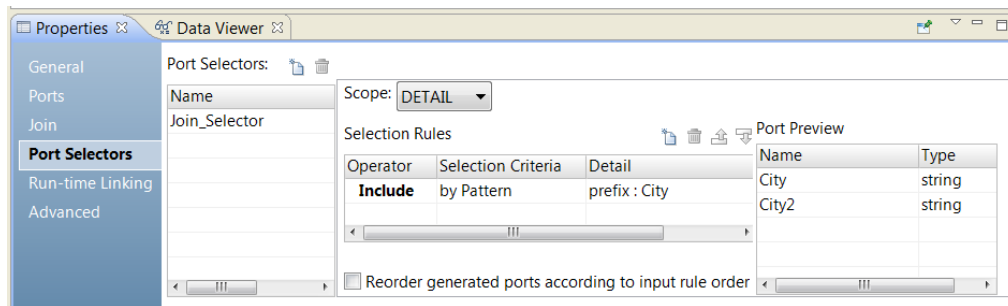 Properties Data Viewer
General
Ports
Join
Port Selectors
Run-time Linking
Advanced
Port Selectors:
Name
Join_Selector
Scope: DETAIL
Selection Rules
Operator Selection Criteria Detail
Include by Pattern prefix : City
Reorder generated ports according to input rule order
Port Preview
Name Type
City string
City2 string